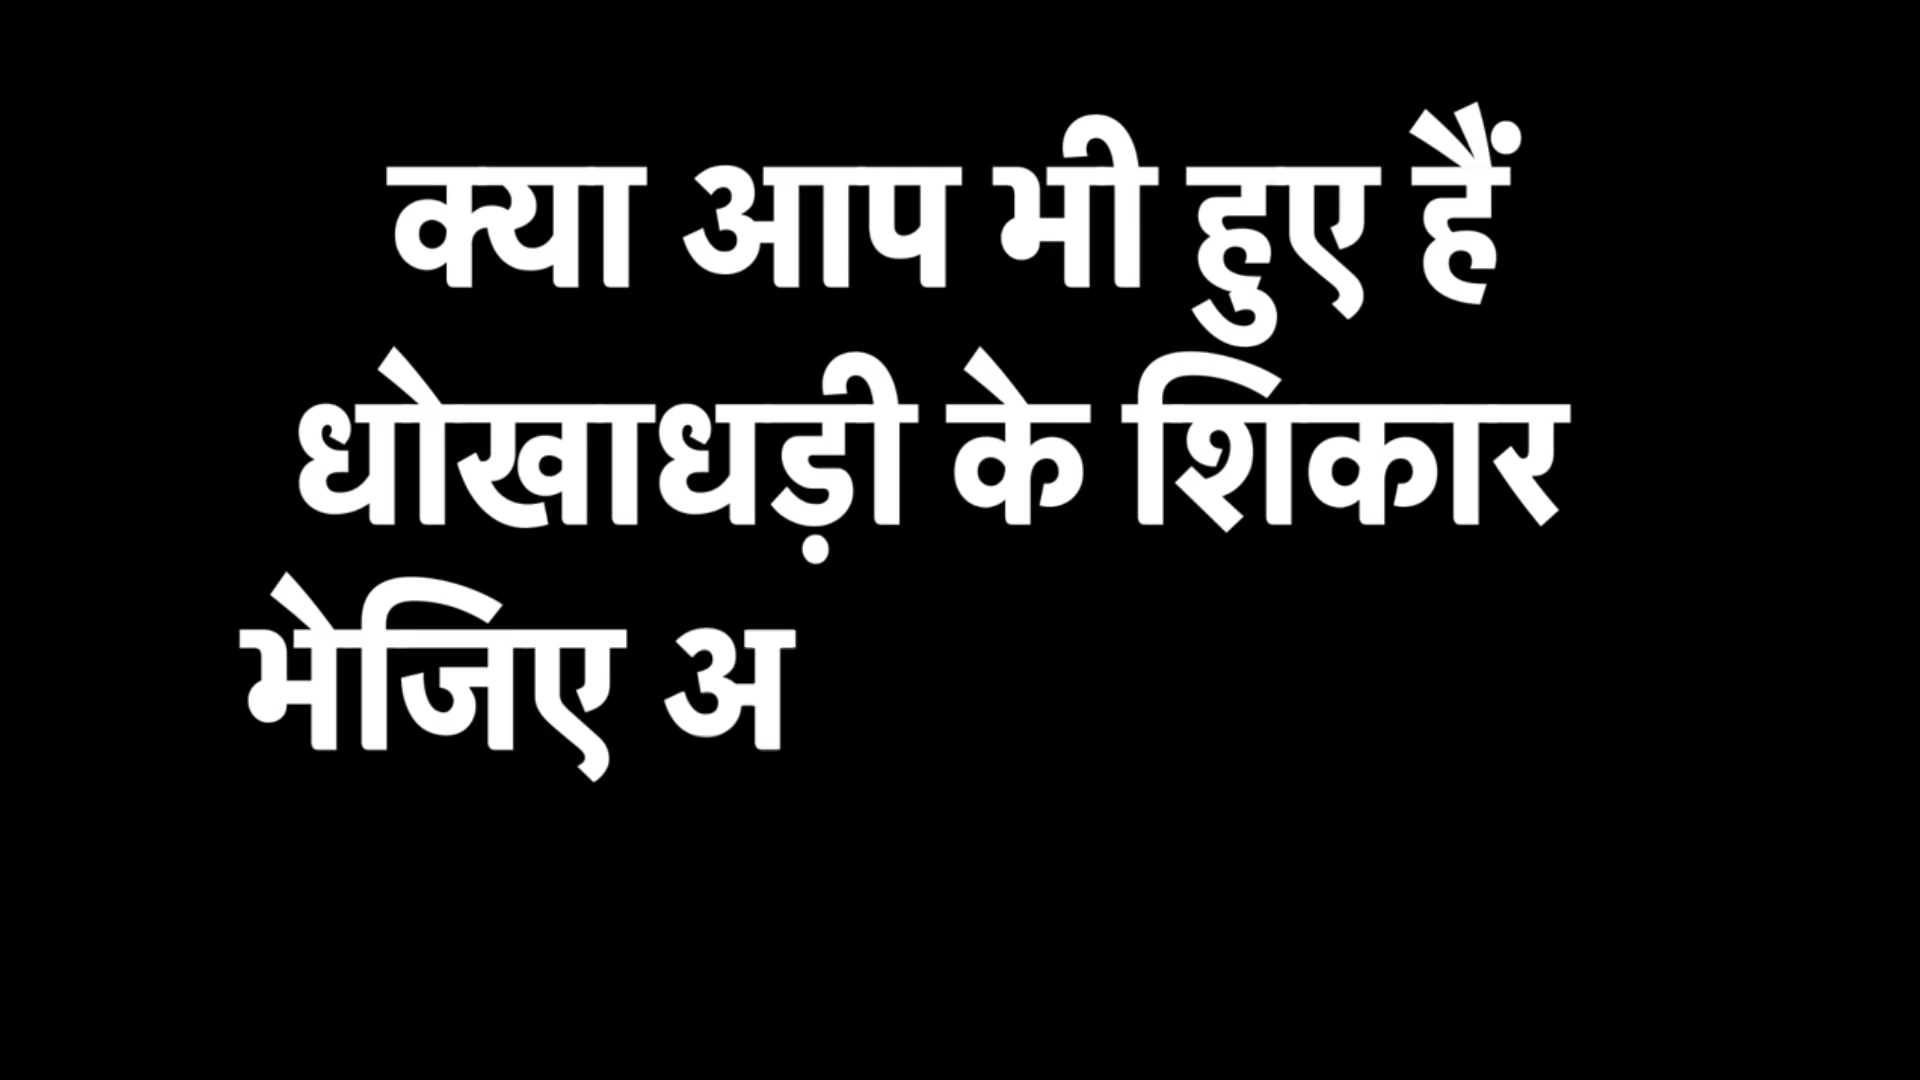 क्या आप भी हुए हैं
धोखाधड़ी के शिकार
भेजिए अ